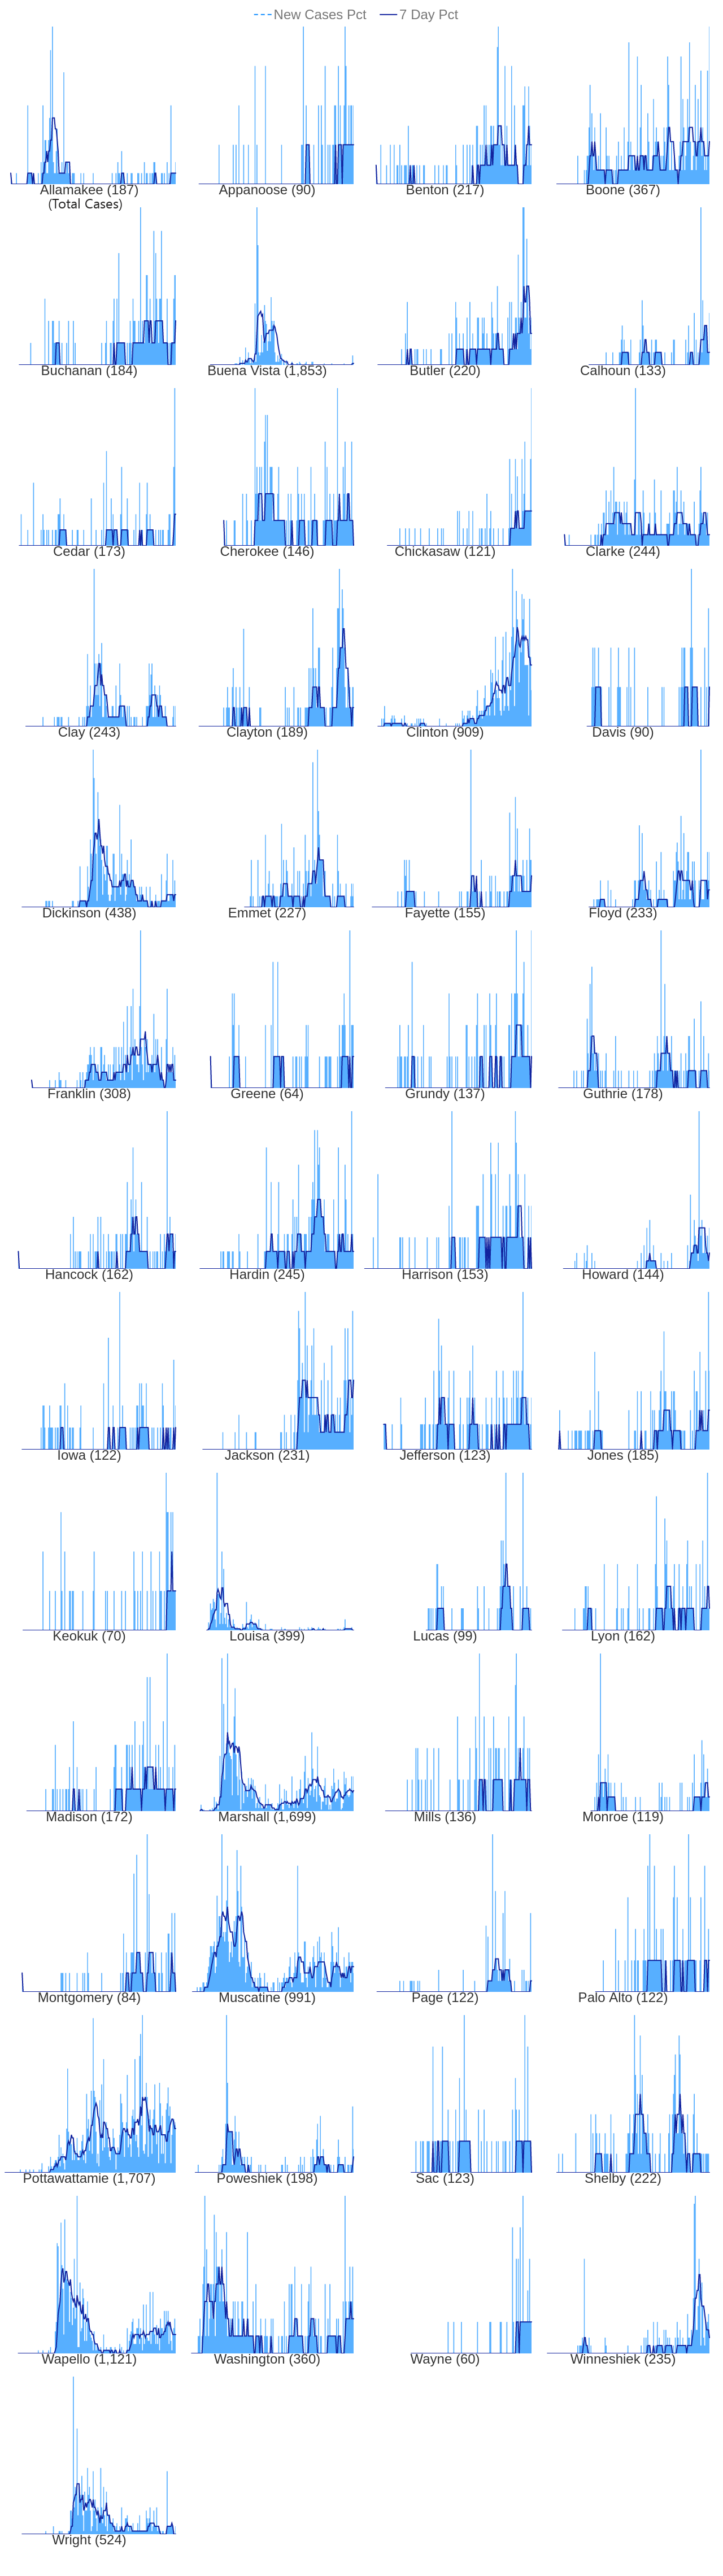 New Cases Pct 7 Day Pct
Allamakee (187) Appanoose (90) Benton (217) Boone (367)
(Total Cases)
Buchanan (184) Buena Vista (1,853) Butler (220) Calhoun (133)
Cedar (173) Cherokee (146) Chickasaw (121) Clarke (244)
Clay (243) Clayton (189) Clinton (909) Davis (90)
Dickinson (438) Emmet (227) Fayette (155) Floyd (233)
Franklin (308) Greene (64) Grundy (137) Guthrie (178)
Hancock (162) Hardin (245) Harrison (153) Howard (144)
Iowa (122) Jackson (231) Jefferson (123) Jones (185)
Keokuk (70) Louisa (399) Lucas (99) Lyon (162)
Madison (172) Marshall (1,699) Mills (136) Monroe (119)
Montgomery (84) Muscatine (991) Page (122) Palo Alto (122)
Pottawattamie (1,707) Poweshiek (198) Sac (123) Shelby (222)
Wapello (1,121) Washington (360) Wayne (60) Winneshiek (235)
Wright (524)